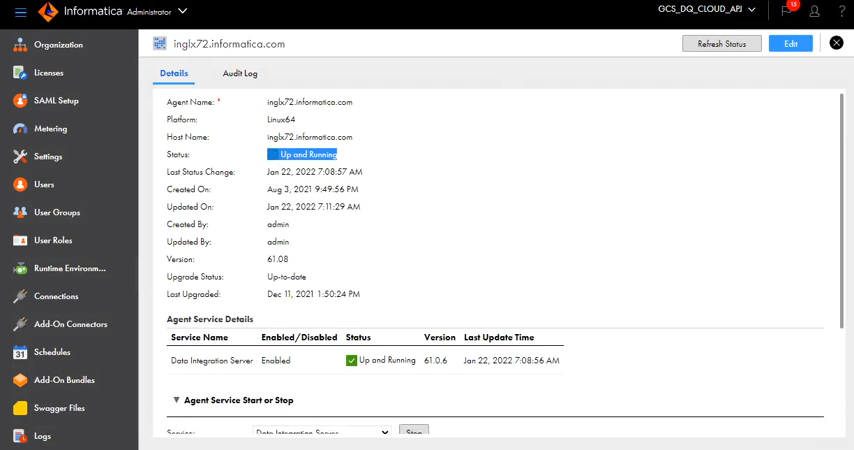 Informatica Administrator
GCS_DQ_CLOUD_APJ
15
?
Organization
Licenses
SAML Setup
Metering
Settings
Users
User Groups
User Roles
Runtime Environm...
Connections
Add-On Connectors
31 Schedules
Add-On Bundles
Swagger Files
Logs
inglx72.informatica.com
Refresh Status
Edit
Details
Audit Log
Agent Name: * inglx72.informatica.com
Platform: Linux64
Host Name: inglx72.informatica.com
Status: Up and Running
Last Status Change: Jan 22, 2022 7:08:57 AM
Created On: Aug 3, 2021 9:49:56 PM
Updated On: Jan 22, 2022 7:11:29 AM
Created By: admin
Updated By: admin
Version: 61.08
Upgrade Status: Up-to-date
Last Upgraded: Dec 11, 2021 1:50:24 PM
Agent Service Details
Service Name Enabled/Disabled Status Version Last Update Time
Data Integration Server Enabled Up and Running 61.0.6 Jan 22, 2022 7:08:56 AM
Agent Service Start or Stop
Service: Data Integration Server Stop